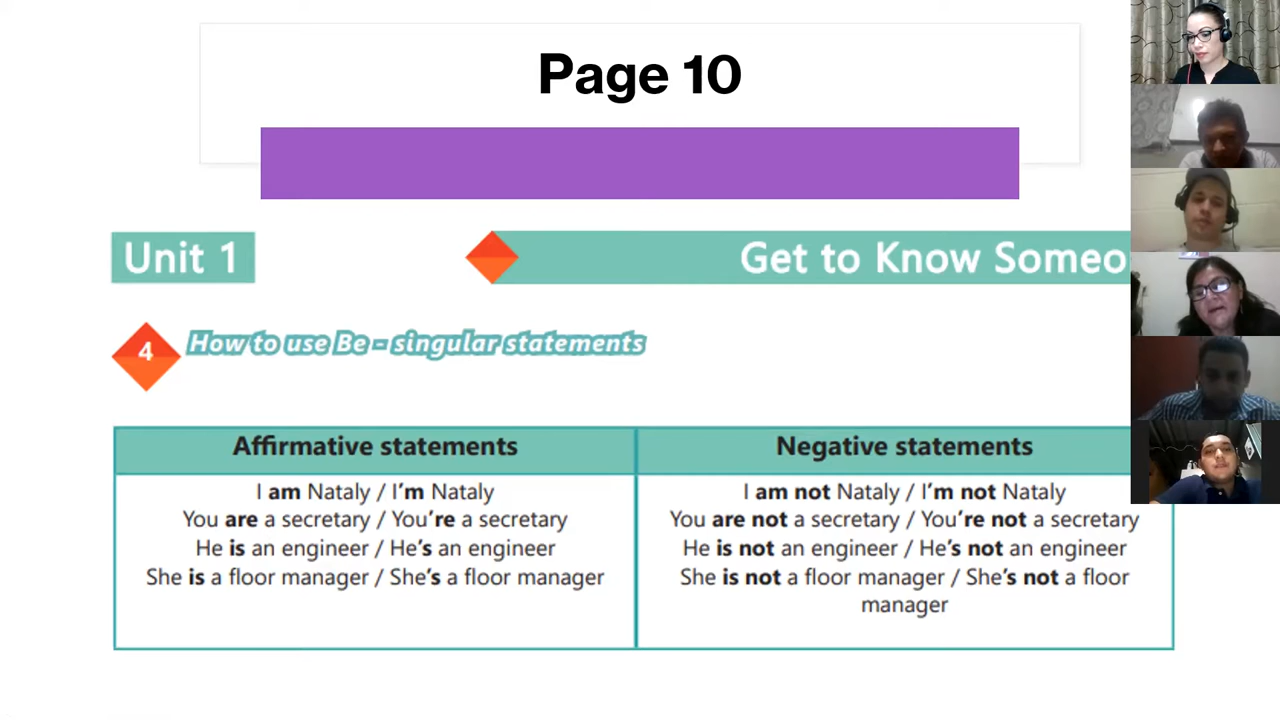 Page 10
Unit 1
Get to Know Someo
4
How to use Be - singular statements
Affirmative statements
I am Nataly / I'm Nataly
You are a secretary / You're a secretary
He is an engineer / He's an engineer
She is a floor manager / She's a floor manager
Negative statements
I am not Nataly / I'm not Nataly
You are not a secretary / You're not a secretary
He is not an engineer / He's not an engineer
She is not a floor manager / She's not a floor
manager